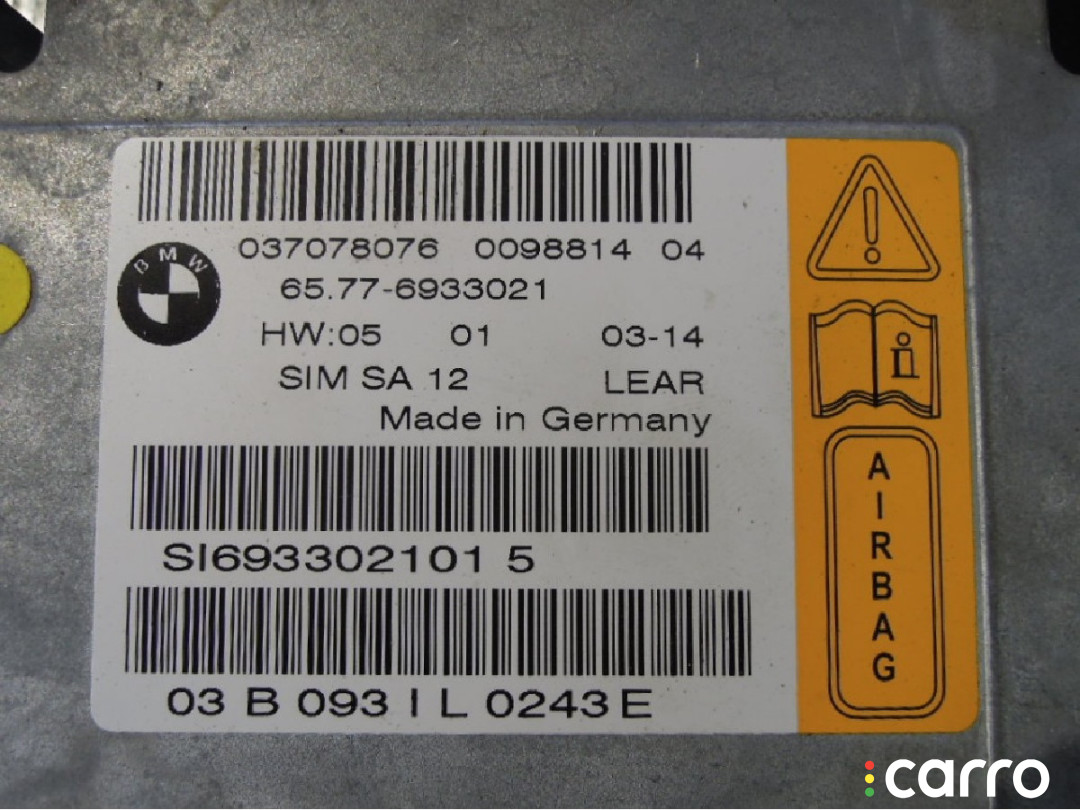 037078076 0098814 04
BMW
65.77-6933021
HW:05 01 03-14
SIM SA 12 LEAR
Made in Germany
SI693302101 5
03 B 093 I L 0243 E
i
AIRBAG
carro